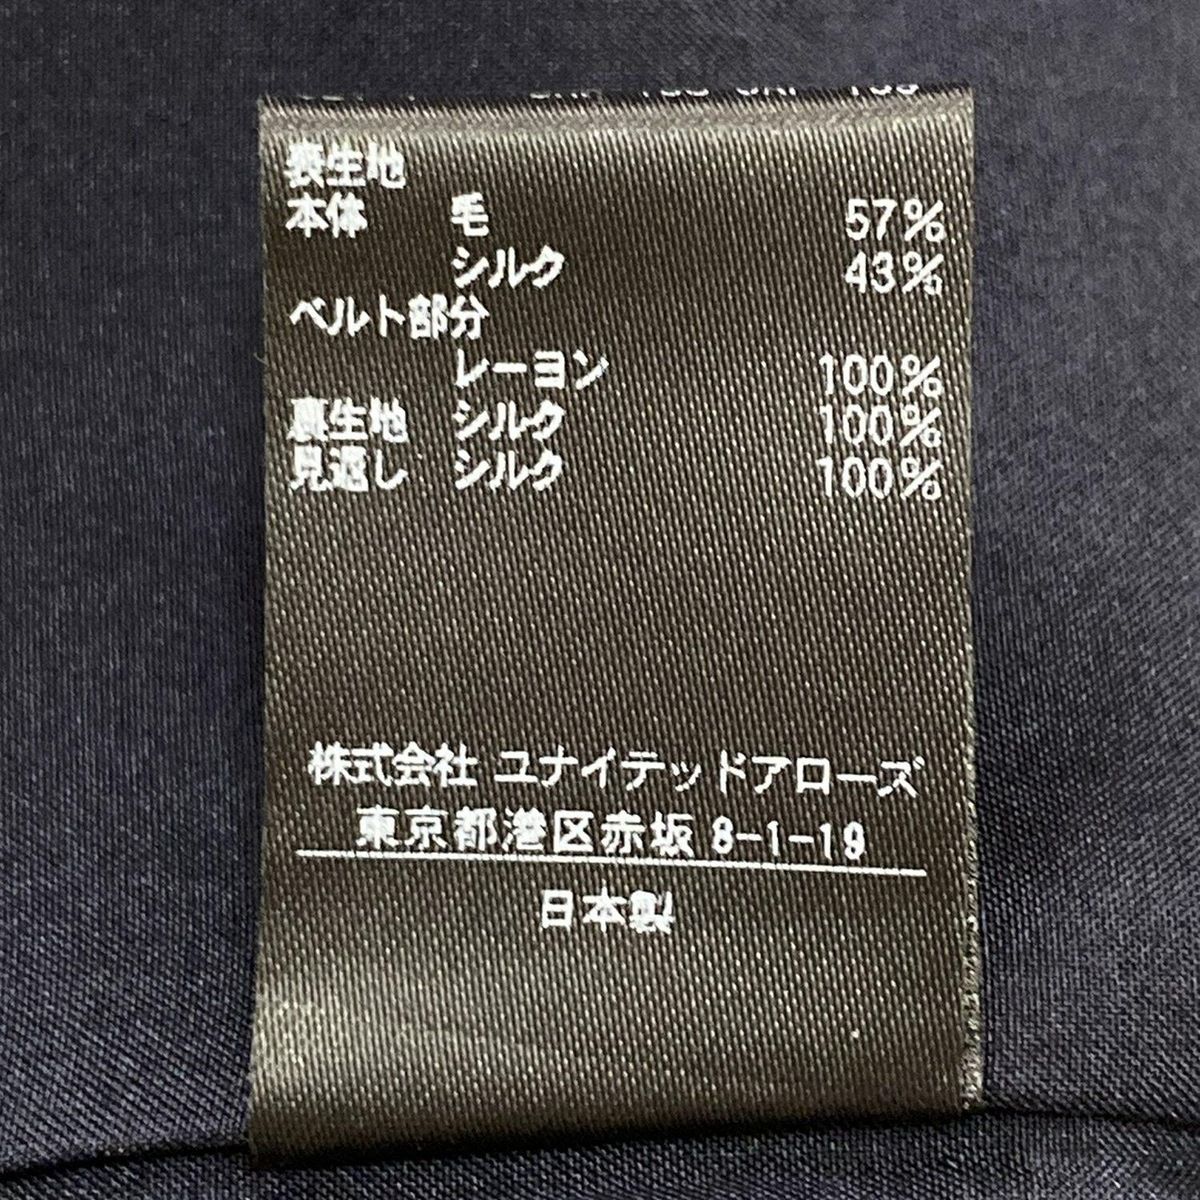 表生地
本体 毛 57%
シルク 43%
ベルト部分
レーヨン 100%
裏生地 シルク 100%
見返し シルク 100%
株式会社 ユナイテッドアローズ
東京都港区赤坂 8-1-19
日本製